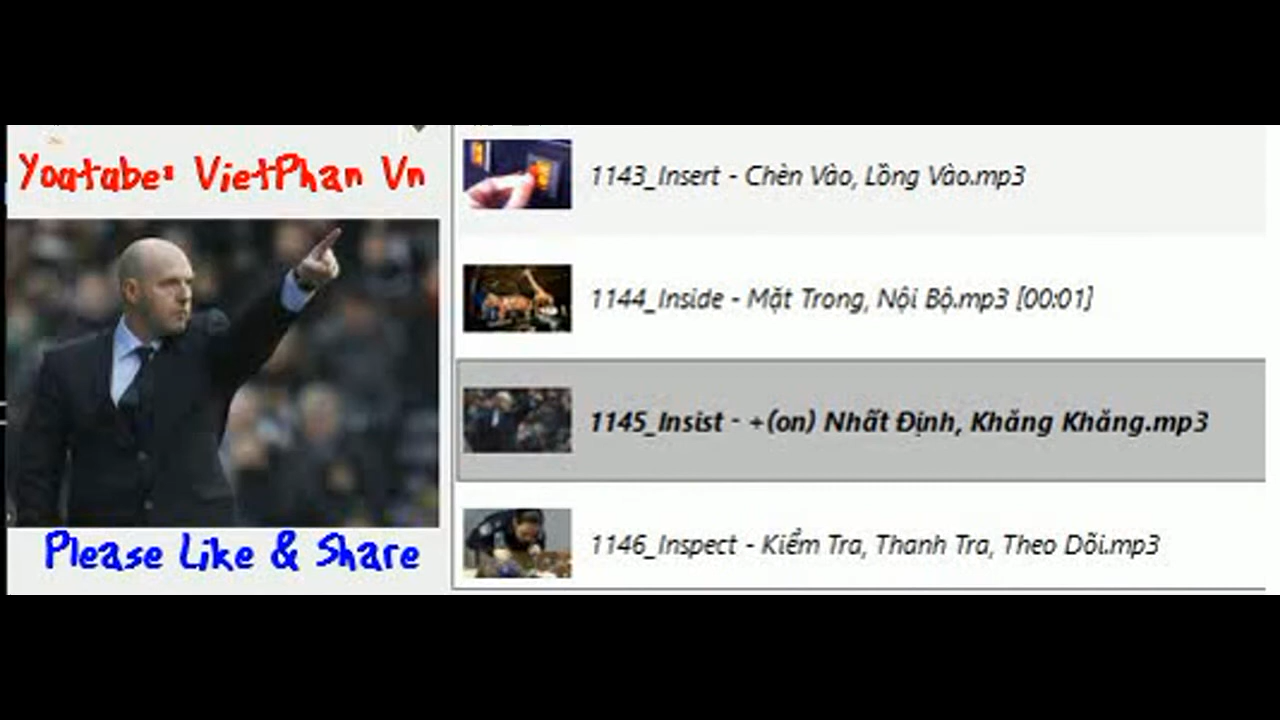 Youtube: VietPhan Vn
Please Like & Share
1143_Insert - Chèn Vào, Lồng Vào.mp3
1144_Inside - Mặt Trong, Nội Bộ.mp3 [00:01]
1145_Insist - +(on) Nhất Định, Khăng Khăng.mp3
1146_Inspect - Kiểm Tra, Thanh Tra, Theo Dõi.mp3